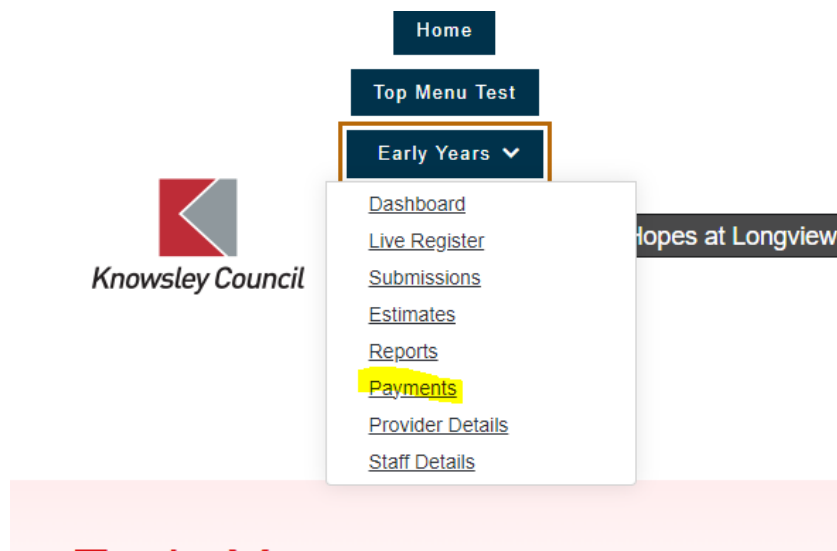 Home
Top Menu Test
Early Years
Dashboard
Live Register
Knowsley Council
Submissions
Estimates
Reports
Payments
Provider Details
Staff Details
Hopes at Longview